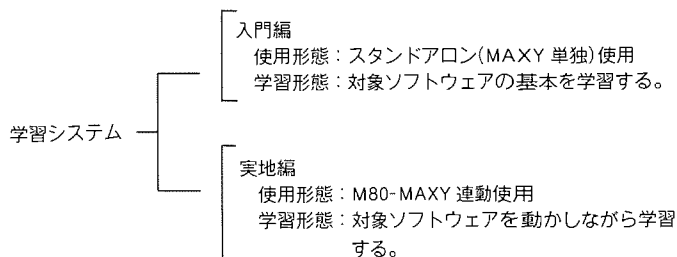 入門編
使用形態：スタンドアロン(MAXY 単独)使用
学習形態：対象ソフトウェアの基本を学習する。
学習システム
実地編
使用形態：M80-MAXY 連動使用
学習形態：対象ソフトウェアを動かしながら学習
する。